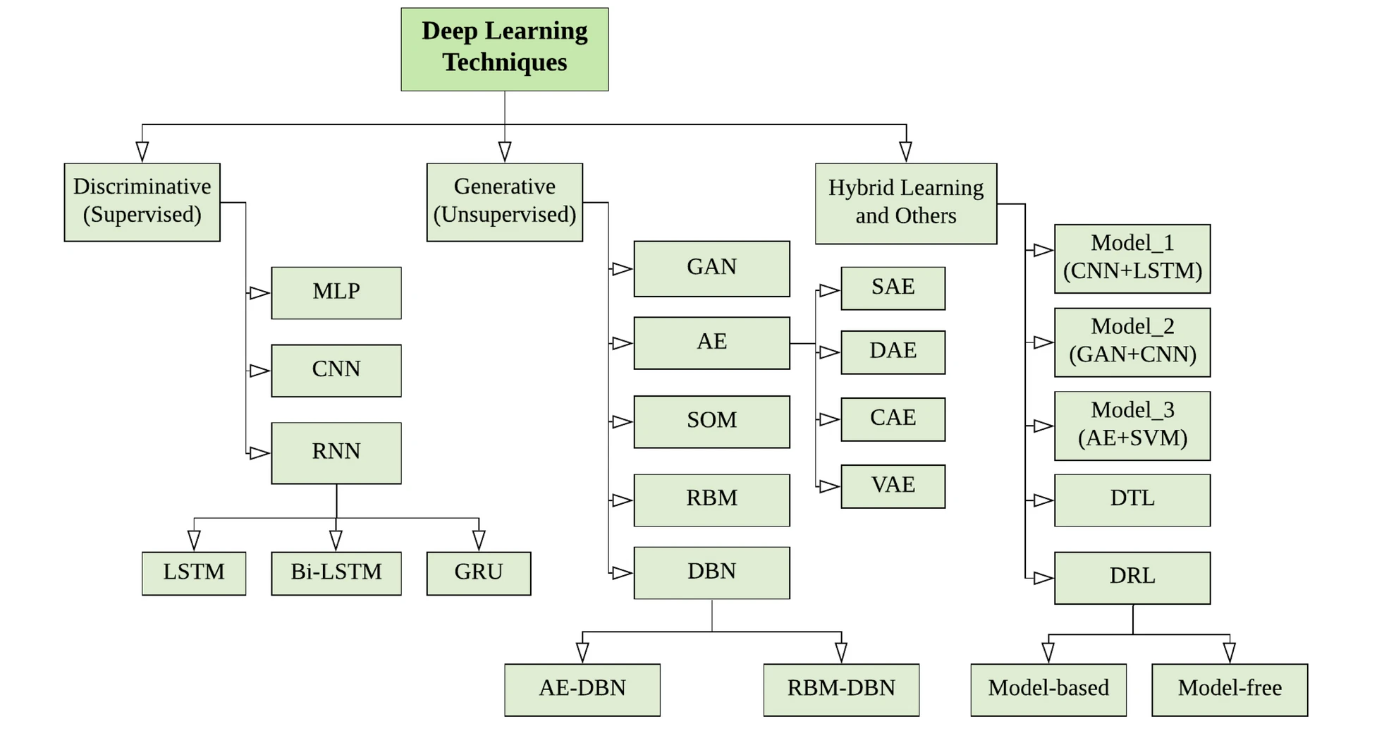 Deep Learning
Techniques
Discriminative
(Supervised)
Generative
(Unsupervised)
Hybrid Learning
and Others
MLP
CNN
RNN
LSTM
Bi-LSTM
GRU
GAN
AE
SOM
RBM
DBN
SAE
DAE
CAE
VAE
AE-DBN
RBM-DBN
Model_1
(CNN+LSTM)
Model_2
(GAN+CNN)
Model_3
(AE+SVM)
DTL
DRL
Model-based
Model-free